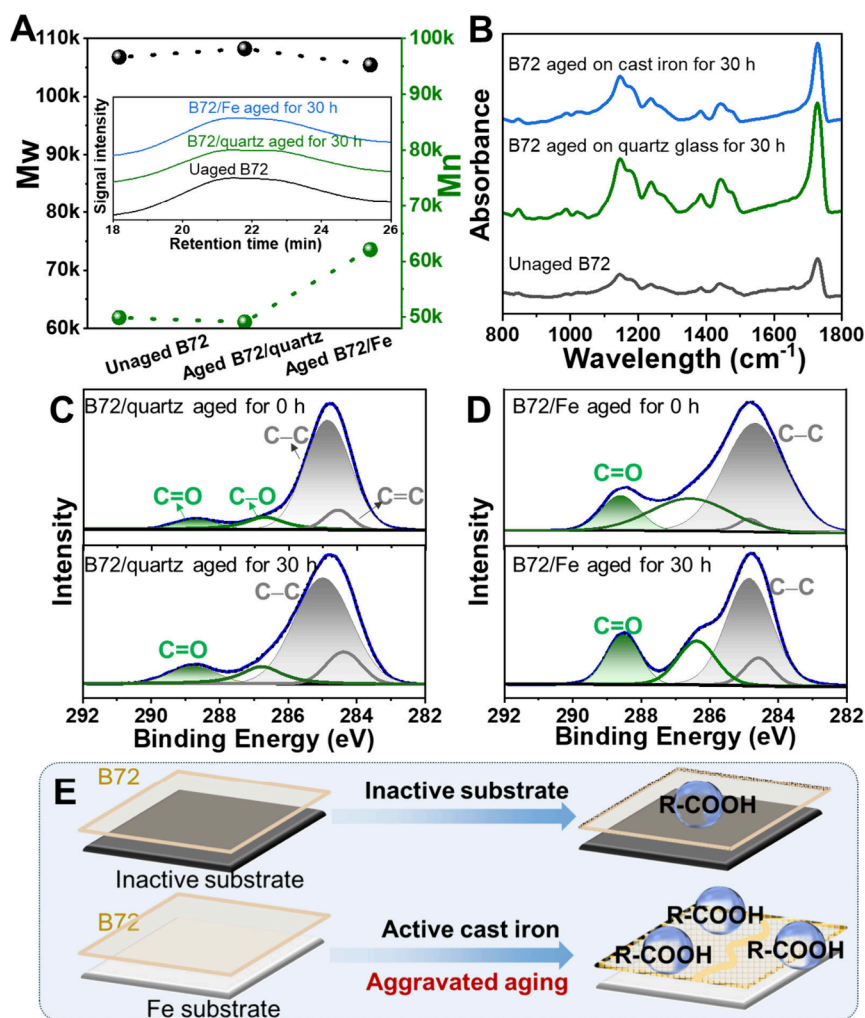 A
110k
100k
90k
80k
70k
60k
Mw
100k
90k
80k
70k
60k
50k
Mn
B72/Fe aged for 30 h
B72/quartz aged for 30 h
Uaged B72
Signal intensity
18 20 22 24 26
Retention time (min)
Unaged B72
Aged B72/quartz
Aged B72/Fe
B
B72 aged on cast iron for 30 h
B72 aged on quartz glass for 30 h
Unaged B72
Absorbance
800 1000 1200 1400 1600 1800
Wavelength (cm-1)
C
B72/quartz aged for 0 h
C–C
C=O
C–O
C=C
B72/quartz aged for 30 h
C–C
C=O
Intensity
292 290 288 286 284 282
Binding Energy (eV)
D
B72/Fe aged for 0 h
C–C
C=O
B72/Fe aged for 30 h
C–C
C=O
Intensity
292 290 288 286 284 282
Binding Energy (eV)
E
B72
Inactive substrate
Inactive substrate
R-COOH
B72
Fe substrate
Active cast iron
Aggravated aging
R-COOH
R-COOH
R-COOH